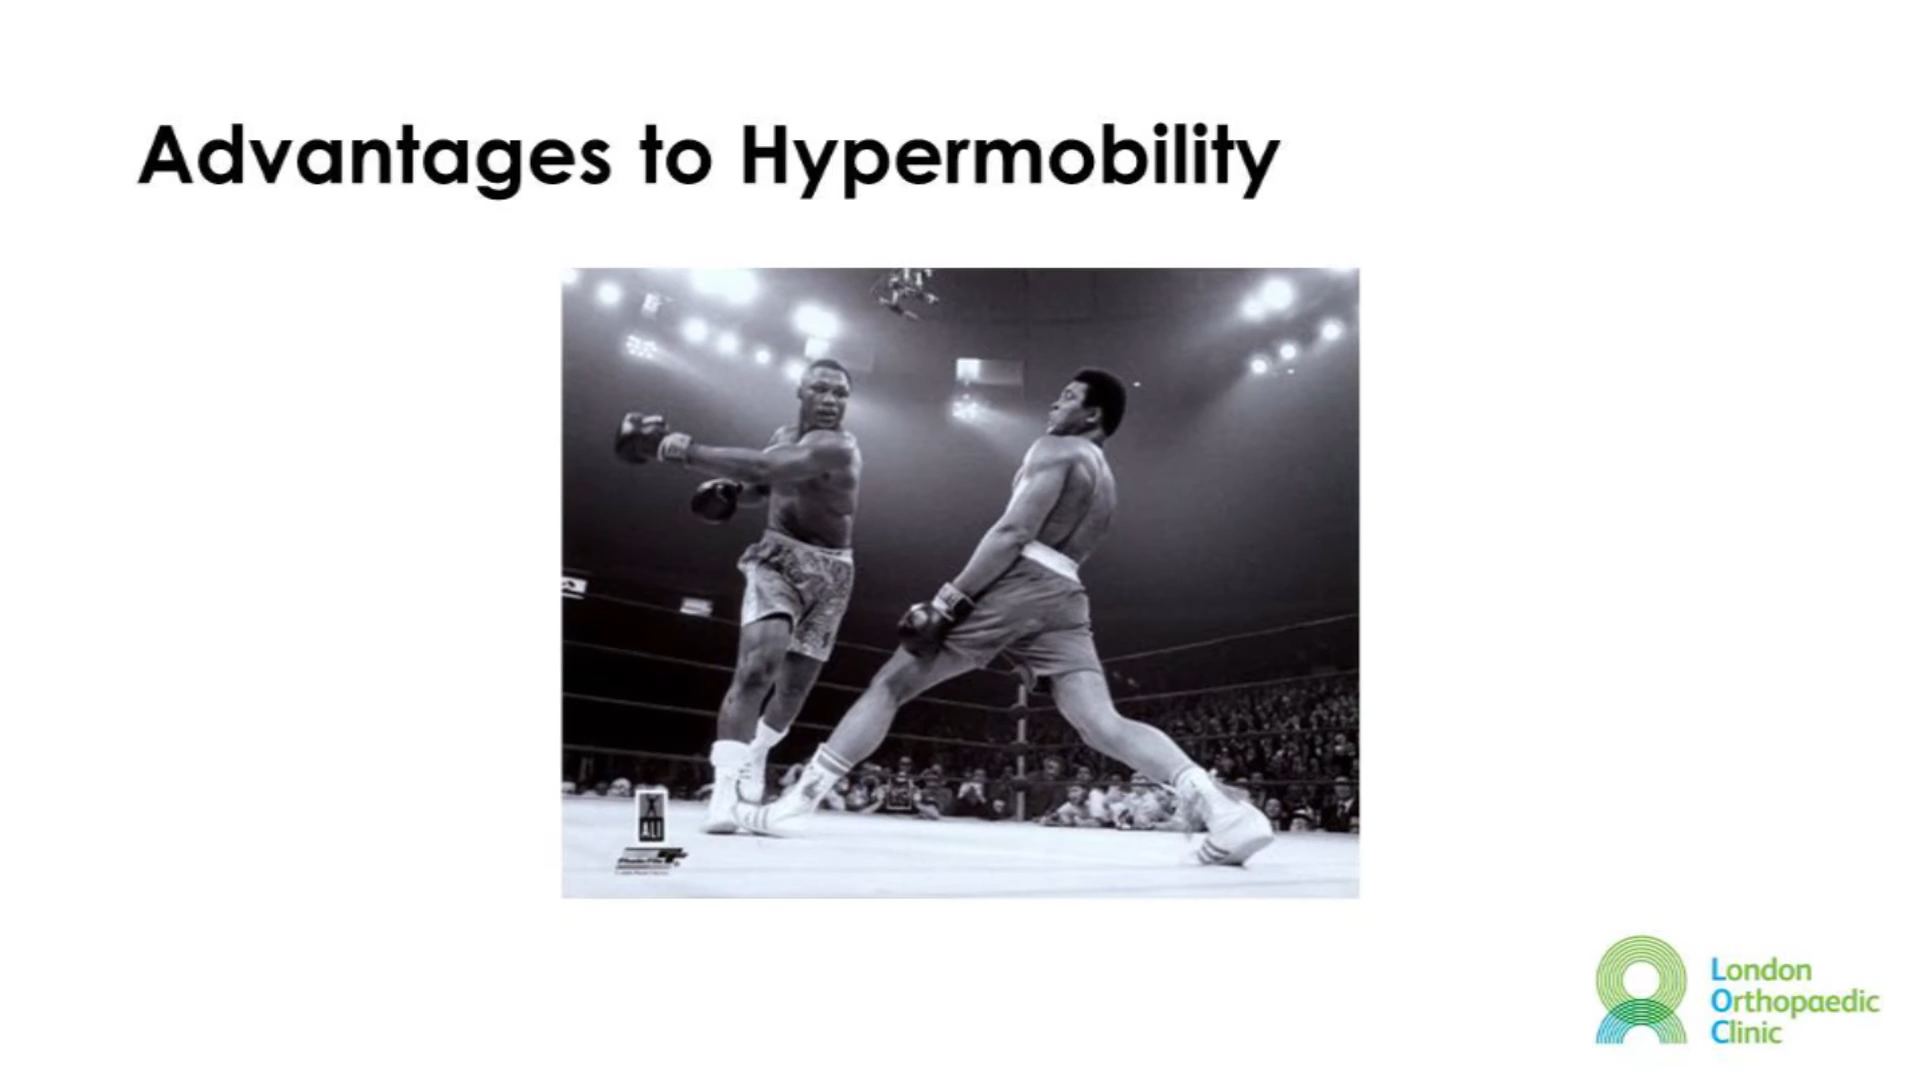 Advantages to Hypermobility
ALI
London
Orthopaedic
Clinic